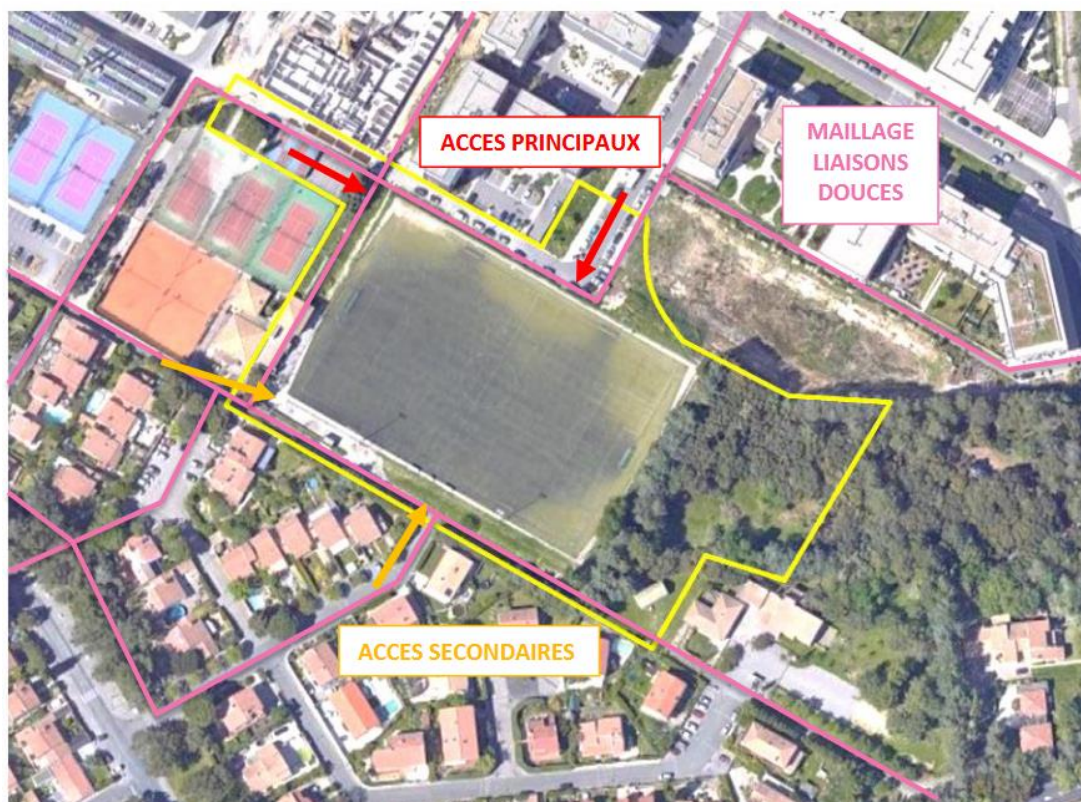 ACCES PRINCIPAUX
MAILLAGE
LIAISONS
DOUCES
ACCES SECONDAIRES